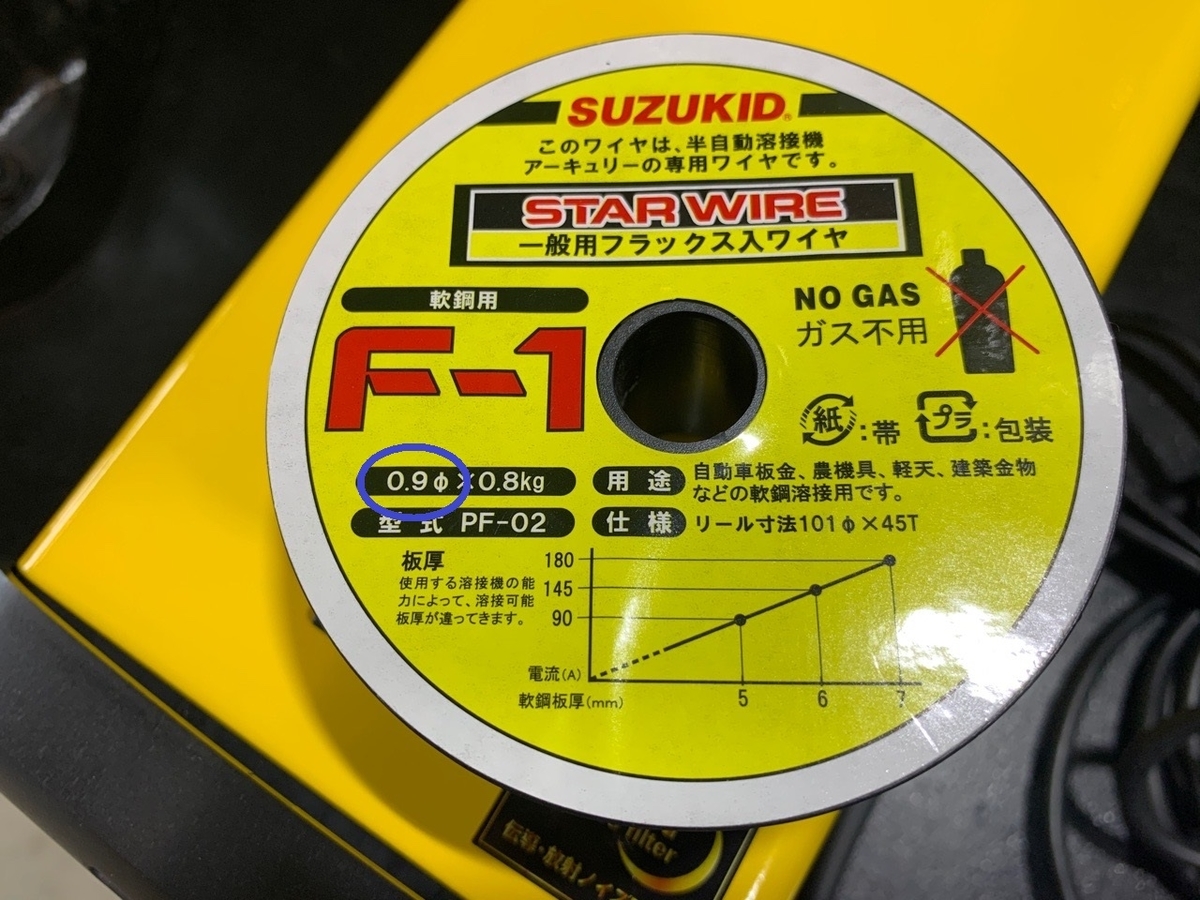 SUZUKID®
このワイヤは、半自動溶接機
アーキュリーの専用ワイヤです。
STAR WIRE
一般用フラックス入ワイヤ
軟鋼用
F-1
NO GAS
ガス不用
紙:帯
プラ:包装
0.9φ×0.8kg
型式 PF-02
用途
自動車板金、農機具、軽天、建築金物
などの軟鋼溶接用です。
仕様
リール寸法101φ×45T
板厚
使用する溶接機の能
力によって、溶接可能
板厚が違ってきます。
180
145
90
電流(A)
軟鋼板厚(mm)
5 6 7
伝導・放射ノイズ